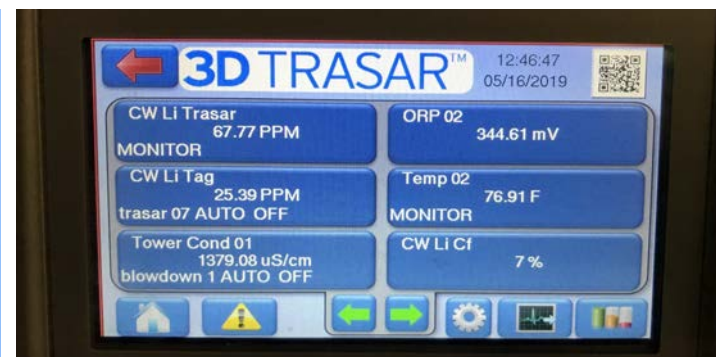 3D TRASAR™
12:46:47
05/16/2019
CW Li Trasar
67.77 PPM
MONITOR
ORP 02
344.61 mV
CW Li Tag
25.39 PPM
trasar 07 AUTO OFF
Temp 02
76.91 F
MONITOR
Tower Cond 01
1379.08 uS/cm
blowdown 1 AUTO OFF
CW Li Cf
7 %